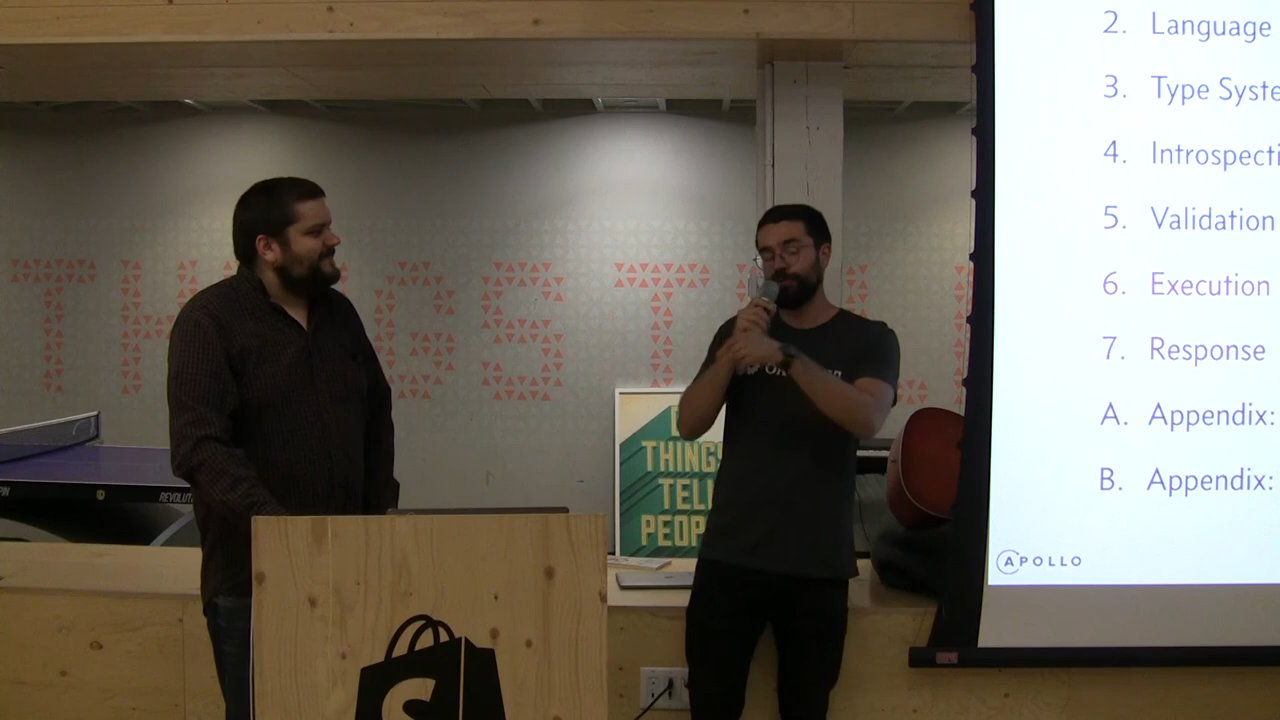 2. Language
3. Type Syste
4. Introspecti
5. Validation
6. Execution
7. Response
A. Appendix:
B. Appendix:
APOLLO
THINGS
TELL
PEOP
REVOLUT